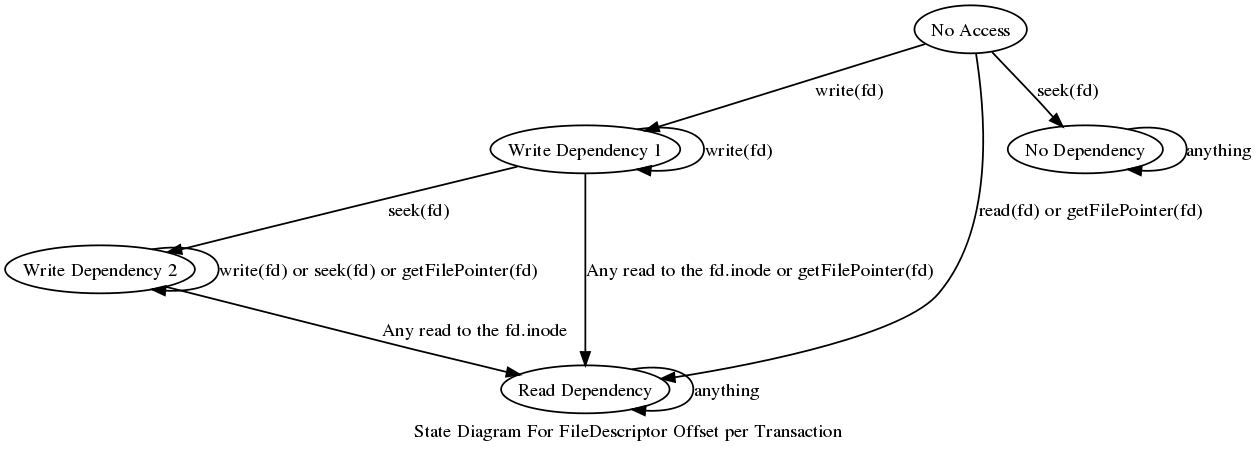 No Access
write(fd)
seek(fd)
Write Dependency 1
write(fd)
No Dependency
anything
seek(fd)
read(fd) or getFilePointer(fd)
Write Dependency 2
write(fd) or seek(fd) or getFilePointer(fd)
Any read to the fd.inode or getFilePointer(fd)
Any read to the fd.inode
Read Dependency
anything
State Diagram For FileDescriptor Offset per Transaction